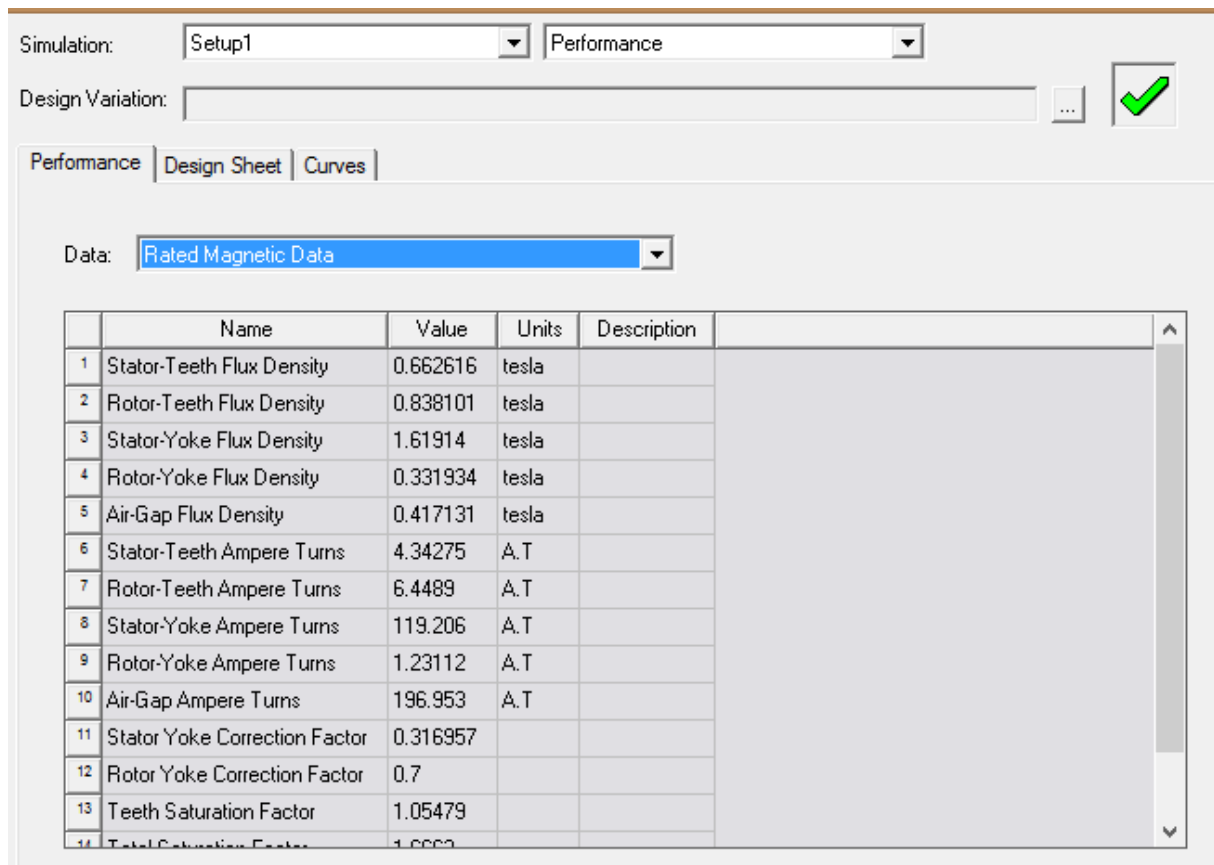 Simulation: Setup1 Performance
Design Variation: ...
Performance Design Sheet Curves
Data: Rated Magnetic Data
Name Value Units Description
1 Stator-Teeth Flux Density 0.662616 tesla
2 Rotor-Teeth Flux Density 0.838101 tesla
3 Stator-Yoke Flux Density 1.61914 tesla
4 Rotor-Yoke Flux Density 0.331934 tesla
5 Air-Gap Flux Density 0.417131 tesla
6 Stator-Teeth Ampere Turns 4.34275 A.T
7 Rotor-Teeth Ampere Turns 6.4489 A.T
8 Stator-Yoke Ampere Turns 119.206 A.T
9 Rotor-Yoke Ampere Turns 1.23112 A.T
10 Air-Gap Ampere Turns 196.953 A.T
11 Stator Yoke Correction Factor 0.316957
12 Rotor Yoke Correction Factor 0.7
13 Teeth Saturation Factor 1.05479
14 Total Saturation Factor